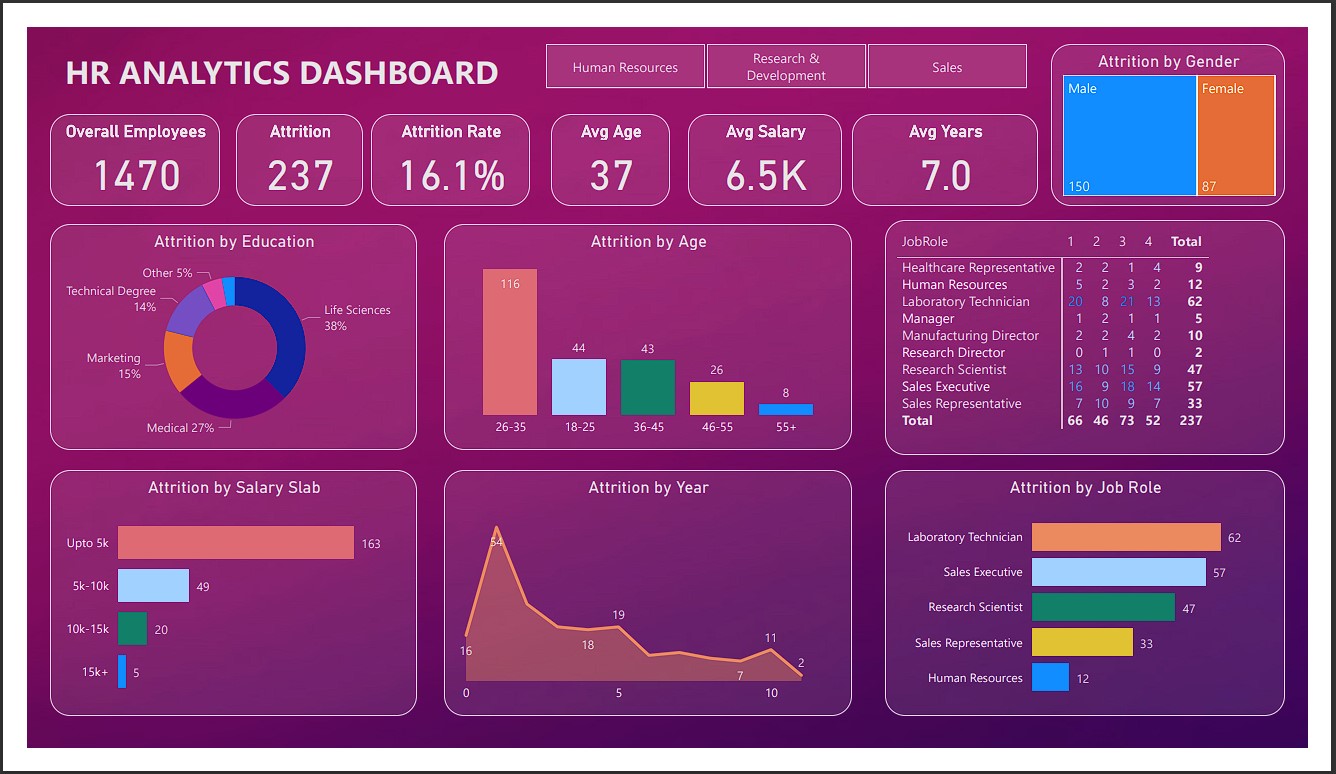 HR ANALYTICS DASHBOARD
Human Resources
Research &
Development
Sales
Overall Employees
1470
Attrition
237
Attrition Rate
16.1%
Avg Age
37
Avg Salary
6.5K
Avg Years
7.0
Attrition by Gender
Male
150
Female
87
Attrition by Education
Other 5%
Technical Degree
14%
Life Sciences
38%
Marketing
15%
Medical 27%
Attrition by Age
116
44
43
26
8
26-35 18-25 36-45 46-55 55+
JobRole 1 2 3 4 Total
Healthcare Representative 2 2 1 4 9
Human Resources 5 2 3 2 12
Laboratory Technician 20 8 21 13 62
Manager 1 2 1 1 5
Manufacturing Director 2 2 4 2 10
Research Director 0 1 1 0 2
Research Scientist 13 10 15 9 47
Sales Executive 16 9 18 14 57
Sales Representative 7 10 9 7 33
Total 66 46 73 52 237
Attrition by Salary Slab
Upto 5k 163
5k-10k 49
10k-15k 20
15k+ 5
Attrition by Year
54
16
18
19
7
11
2
0 5 10
Attrition by Job Role
Laboratory Technician 62
Sales Executive 57
Research Scientist 47
Sales Representative 33
Human Resources 12